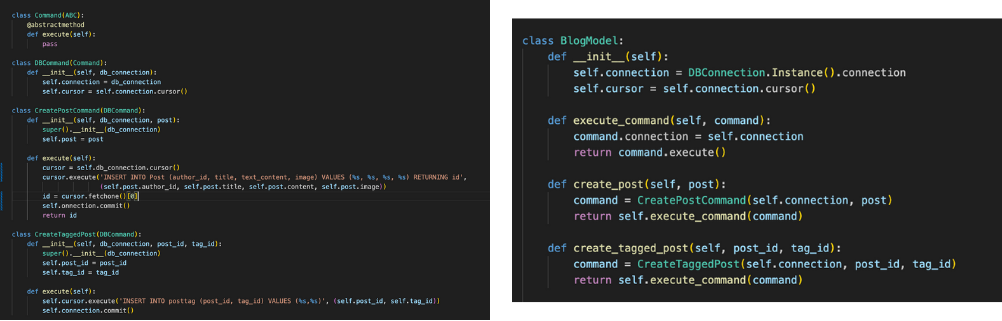 class Command(ABC):
    @abstractmethod
    def execute(self):
        pass
class DBCommand(Command):
    def __init__(self, db_connection):
        self.connection = db_connection
        self.cursor = self.connection.cursor()
class CreatePostCommand(DBCommand):
    def __init__(self, db_connection, post):
        super().__init__(db_connection)
        self.post = post
    def execute(self):
        cursor = self.db_connection.cursor()
        cursor.execute('INSERT INTO Post (author_id, title, text_content, image) VALUES (%s, %s, %s, %s) RETURNING id',
                       (self.post.author_id, self.post.title, self.post.content, self.post.image))
        id = cursor.fetchone()[0]
        self.onnection.commit()
        return id
class CreateTaggedPost(DBCommand):
    def __init__(self, db_connection, post_id, tag_id):
        super().__init__(db_connection)
        self.post_id = post_id
        self.tag_id = tag_id
    def execute(self):
        self.cursor.execute('INSERT INTO posttag (post_id, tag_id) VALUES (%s,%s)', (self.post_id, self.tag_id))
        self.connection.commit()
class BlogModel:
    def __init__(self):
        self.connection = DBConnection.Instance().connection
        self.cursor = self.connection.cursor()
    def execute_command(self, command):
        command.connection = self.connection
        return command.execute()
    def create_post(self, post):
        command = CreatePostCommand(self.connection, post)
        return self.execute_command(command)
    def create_tagged_post(self, post_id, tag_id):
        command = CreateTaggedPost(self.connection, post_id, tag_id)
        return self.execute_command(command)